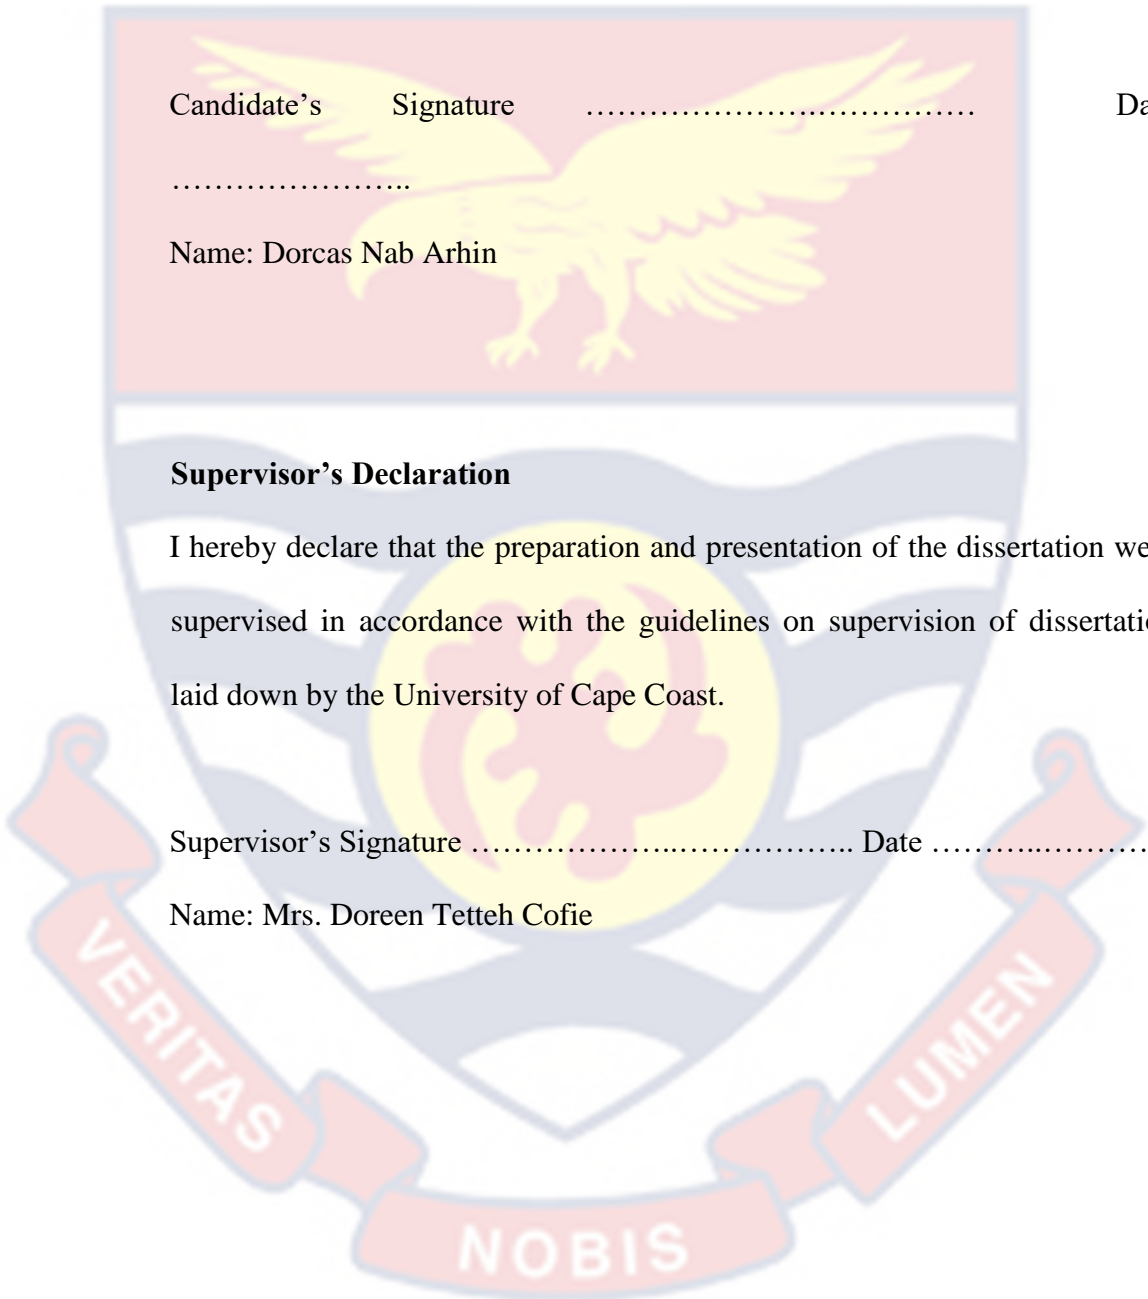 Candidate’s Signature ………………….…………… Da
…………………..
Name: Dorcas Nab Arhin
Supervisor’s Declaration
I hereby declare that the preparation and presentation of the dissertation we
supervised in accordance with the guidelines on supervision of dissertatio
laid down by the University of Cape Coast.
Supervisor’s Signature ………………..…………….. Date ………..………
Name: Mrs. Doreen Tetteh Cofie
VERITAS
NOBIS
LUMEN